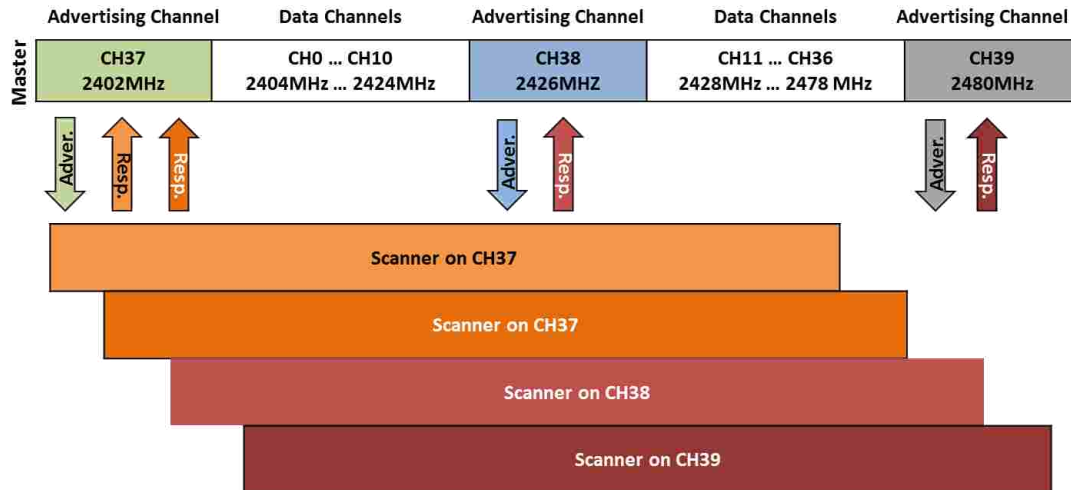 Advertising Channel Data Channels Advertising Channel Data Channels Advertising Channel
Master
CH37 CH0 ... CH10 CH38 CH11 ... CH36 CH39
2402MHz 2404MHz ... 2424MHz 2426MHZ 2428MHz ... 2478 MHz 2480MHz
Adver. Resp. Resp. Adver. Resp. Adver. Resp.
Scanner on CH37
Scanner on CH37
Scanner on CH38
Scanner on CH39